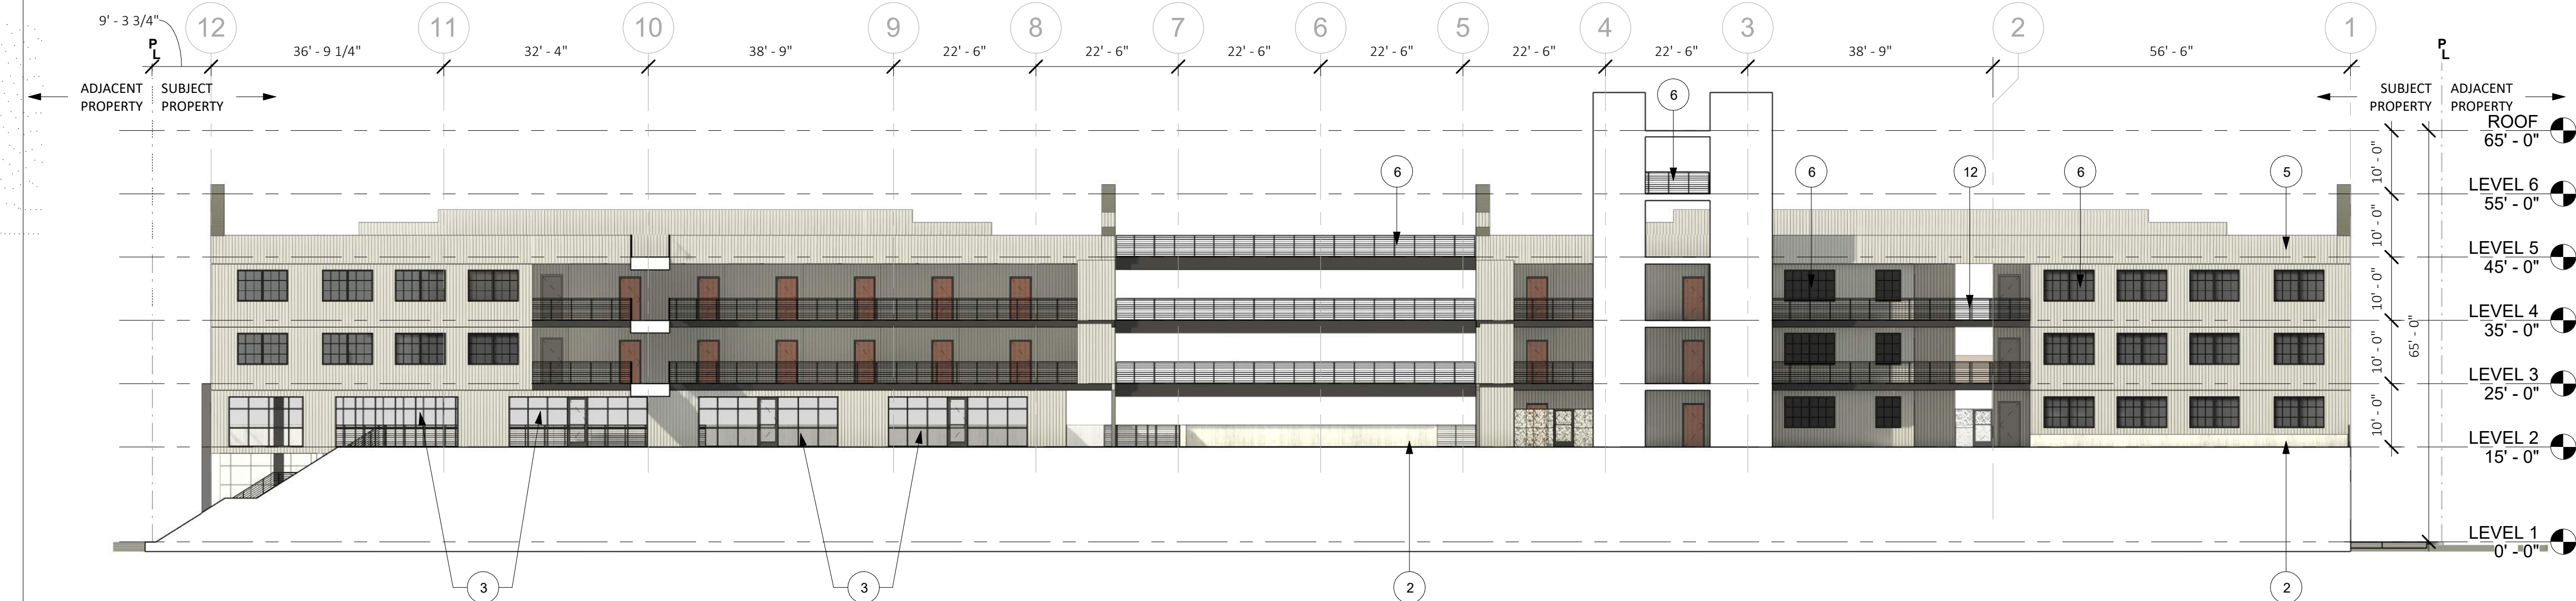 9' - 3 3/4"
12
11
10
9
8
7
6
5
4
3
2
1
P
L
36' - 9 1/4"
32' - 4"
38' - 9"
22' - 6"
22' - 6"
22' - 6"
22' - 6"
22' - 6"
22' - 6"
38' - 9"
56' - 6"
P
L
ADJACENT
PROPERTY
SUBJECT
PROPERTY
SUBJECT
PROPERTY
ADJACENT
PROPERTY
6
6
6
12
6
5
ROOF
65' - 0"
LEVEL 6
55' - 0"
LEVEL 5
45' - 0"
LEVEL 4
35' - 0"
LEVEL 3
25' - 0"
LEVEL 2
15' - 0"
LEVEL 1
0' - 0"
10' - 0"
10' - 0"
10' - 0"
10' - 0"
10' - 0"
65' - 0"
3
3
2
2